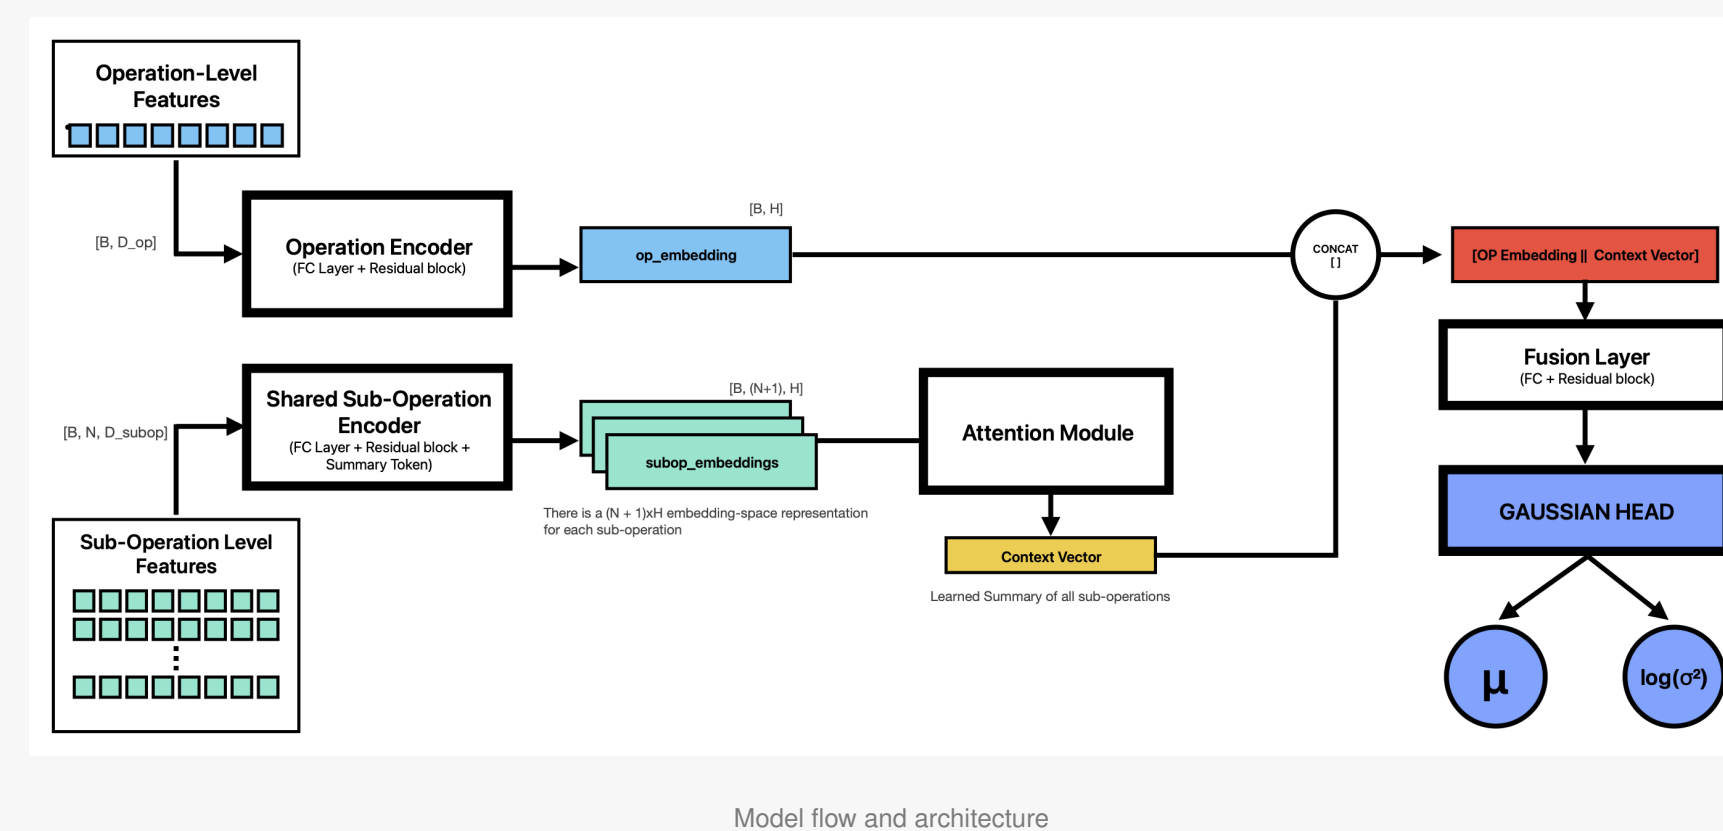 Operation-Level
Features
[B, D_op]
Operation Encoder
(FC Layer + Residual block)
[B, H]
op_embedding
CONCAT
[ ]
[OP Embedding || Context Vector]
Fusion Layer
(FC + Residual block)
GAUSSIAN HEAD
μ
log(σ²)
[B, N, D_subop]
Shared Sub-Operation
Encoder
(FC Layer + Residual block +
Summary Token)
[B, (N+1), H]
subop_embeddings
There is a (N + 1)xH embedding-space representation
for each sub-operation
Attention Module
Context Vector
Learned Summary of all sub-operations
Sub-Operation Level
Features
Model flow and architecture